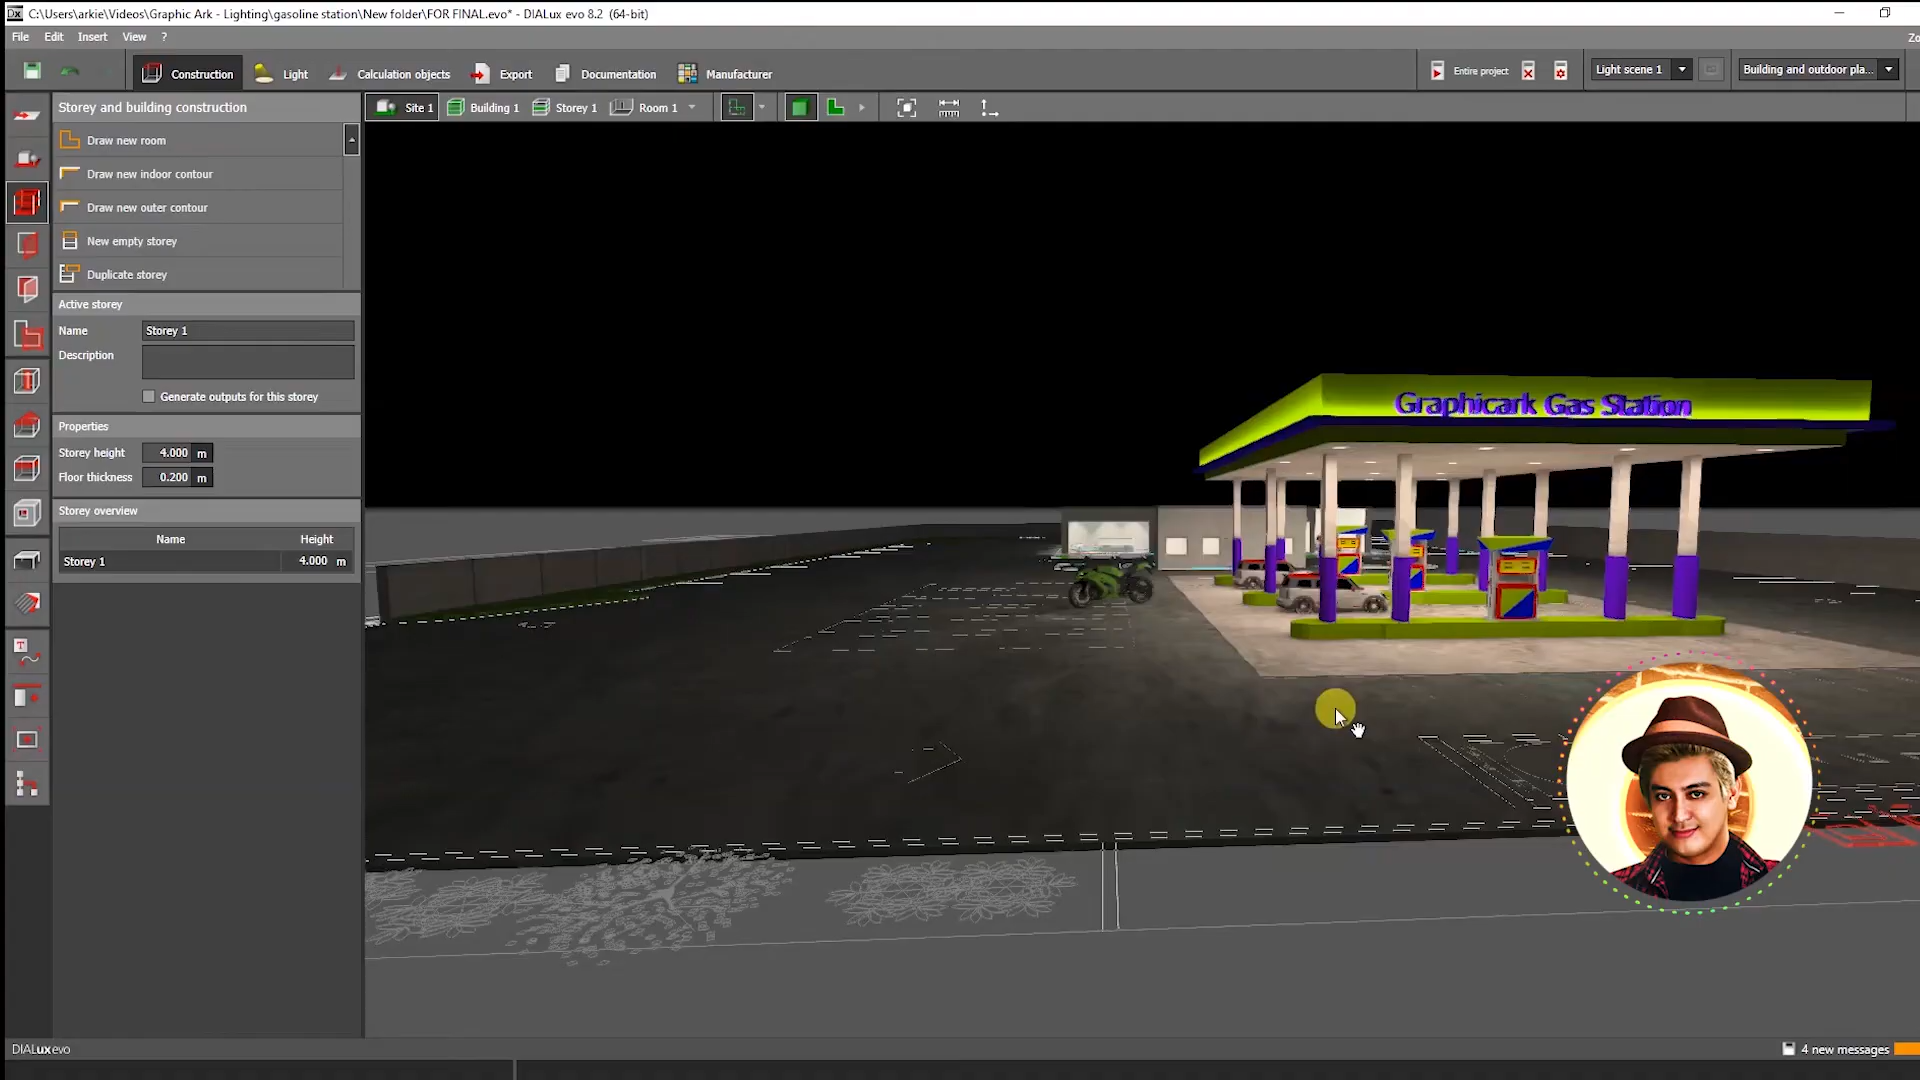 C:\Users\arkie\Videos\Graphic Ark - Lighting\gasoline station\New folder\FOR FINAL.evo* - DIALux evo 8.2 (64-bit)
File Edit Insert View ?
Zo
Construction Light Calculation objects Export Documentation Manufacturer
Entire project Light scene 1 Building and outdoor pla...
Storey and building construction
Site 1 Building 1 Storey 1 Room 1
Draw new room
Draw new indoor contour
Draw new outer contour
New empty storey
Duplicate storey
Active storey
Name Storey 1
Description
Generate outputs for this storey
Properties
Storey height 4.000 m
Floor thickness 0.200 m
Storey overview
Name Height
Storey 1 4.000 m
Graphicark Gas Station
DIALux evo
4 new messages